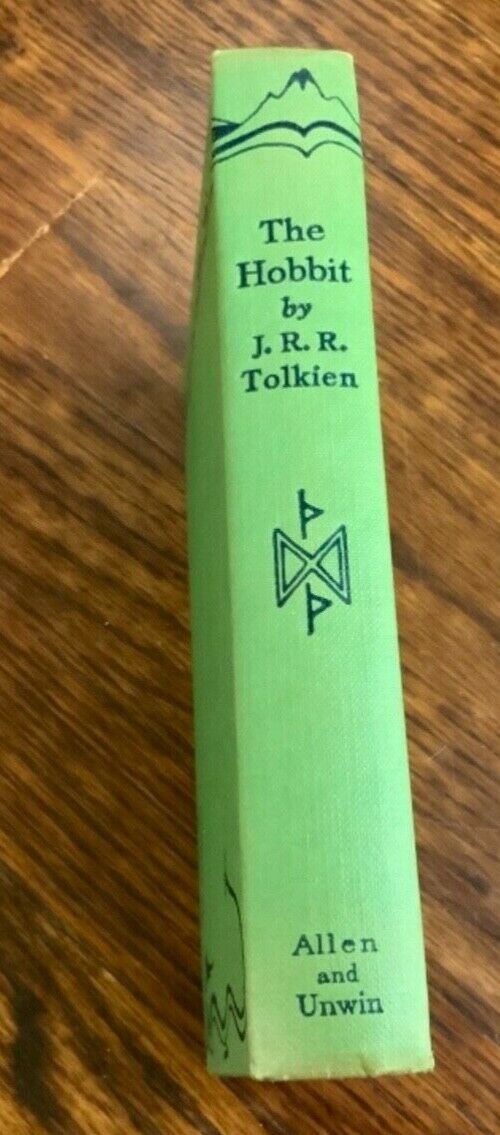 The
Hobbit
by
J. R. R.
Tolkien
ᚦ
ᛞ
ᚦ
Allen
and
Unwin